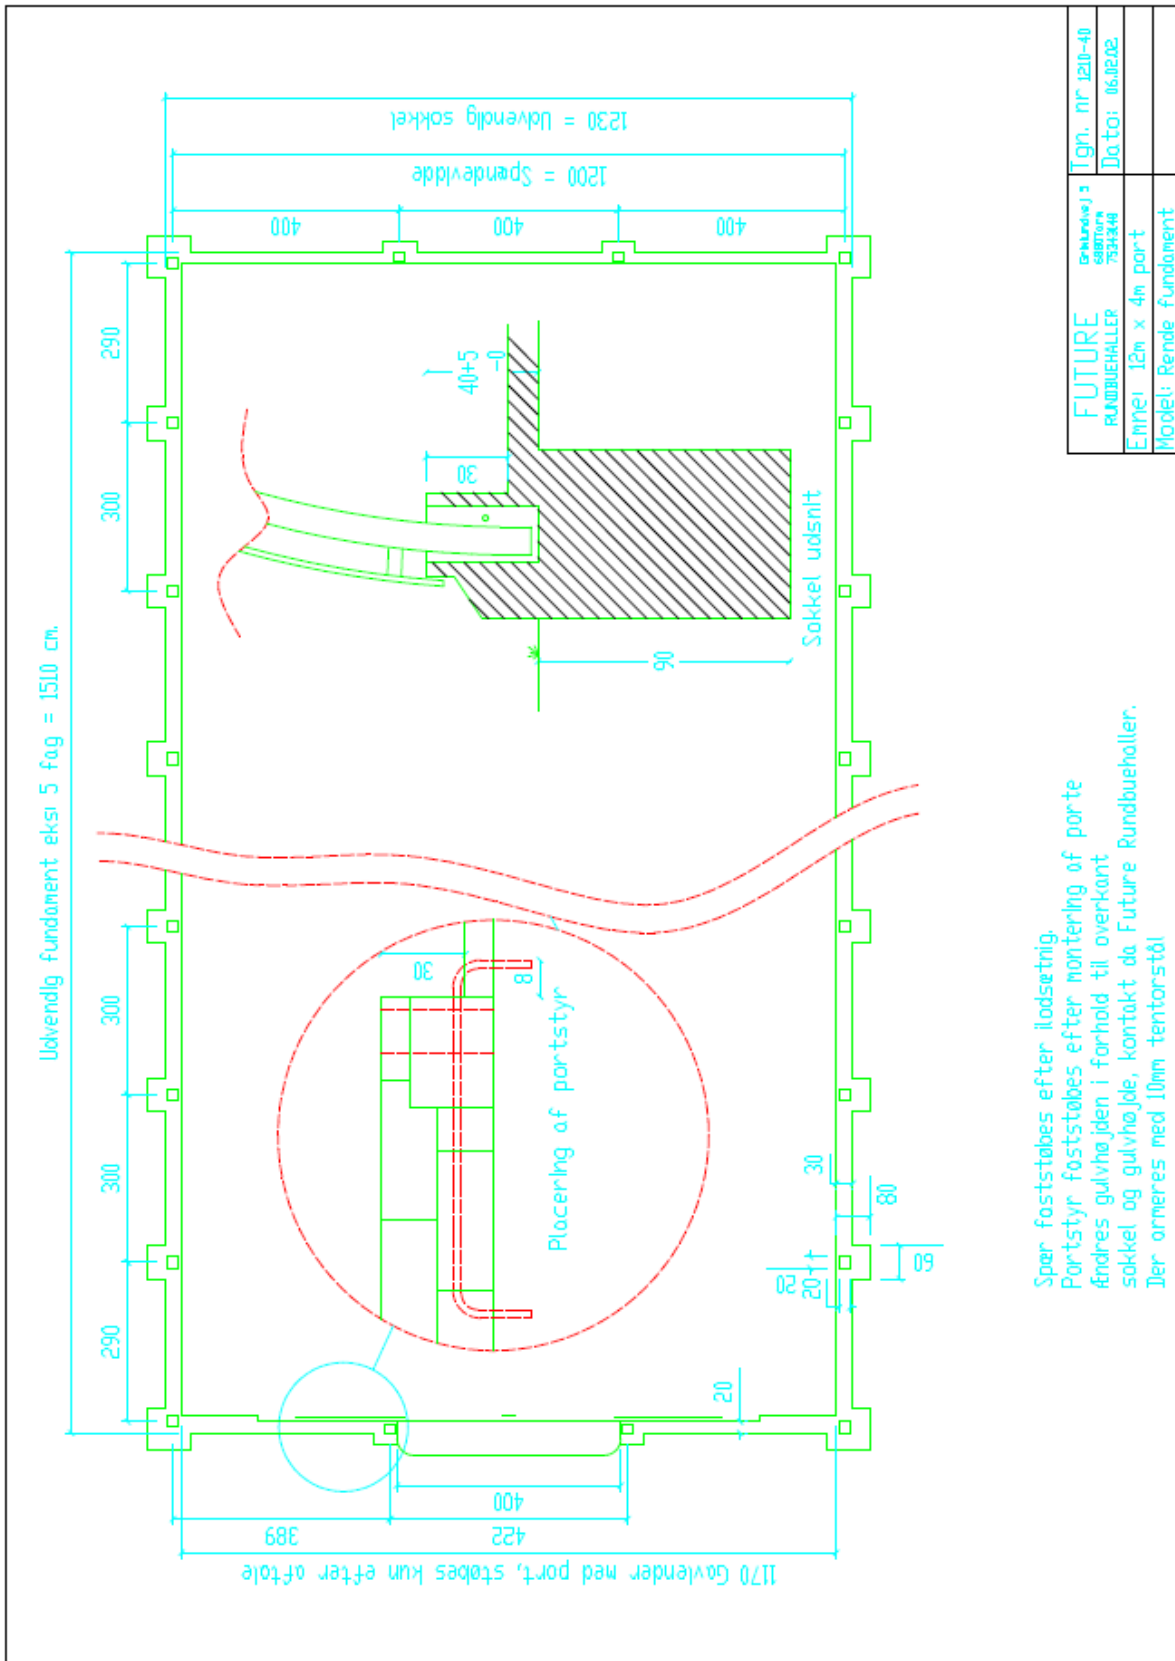 Udvendig fundament eks: 5 fag = 1510 cm.
290
300
300
300
290
1230 = Udvendig sokkel
1200 = Spændevidde
400
400
400
30
40+5
-0
90
Sokkel udsnit
30
8
Placering af portstyr
30
80
20
20
60
20
400
422
389
1170 Gavlender med port, støbes kun efter aftale
Spær faststøbes efter ilodsætnig.
Portstyr faststøbes efter montering af porte
Ændres gulvhøjden i forhold til overkant
sokkel og gulvhøjde, kontakt da Future Rundbuehaller.
Der armeres med 10mm tentorstål
FUTURE
RUNDBUEHALLER
Tgn. nr 1210-40
Dato: 06.02.02.
Emne: 12m x 4m port
Model: Rende fundament